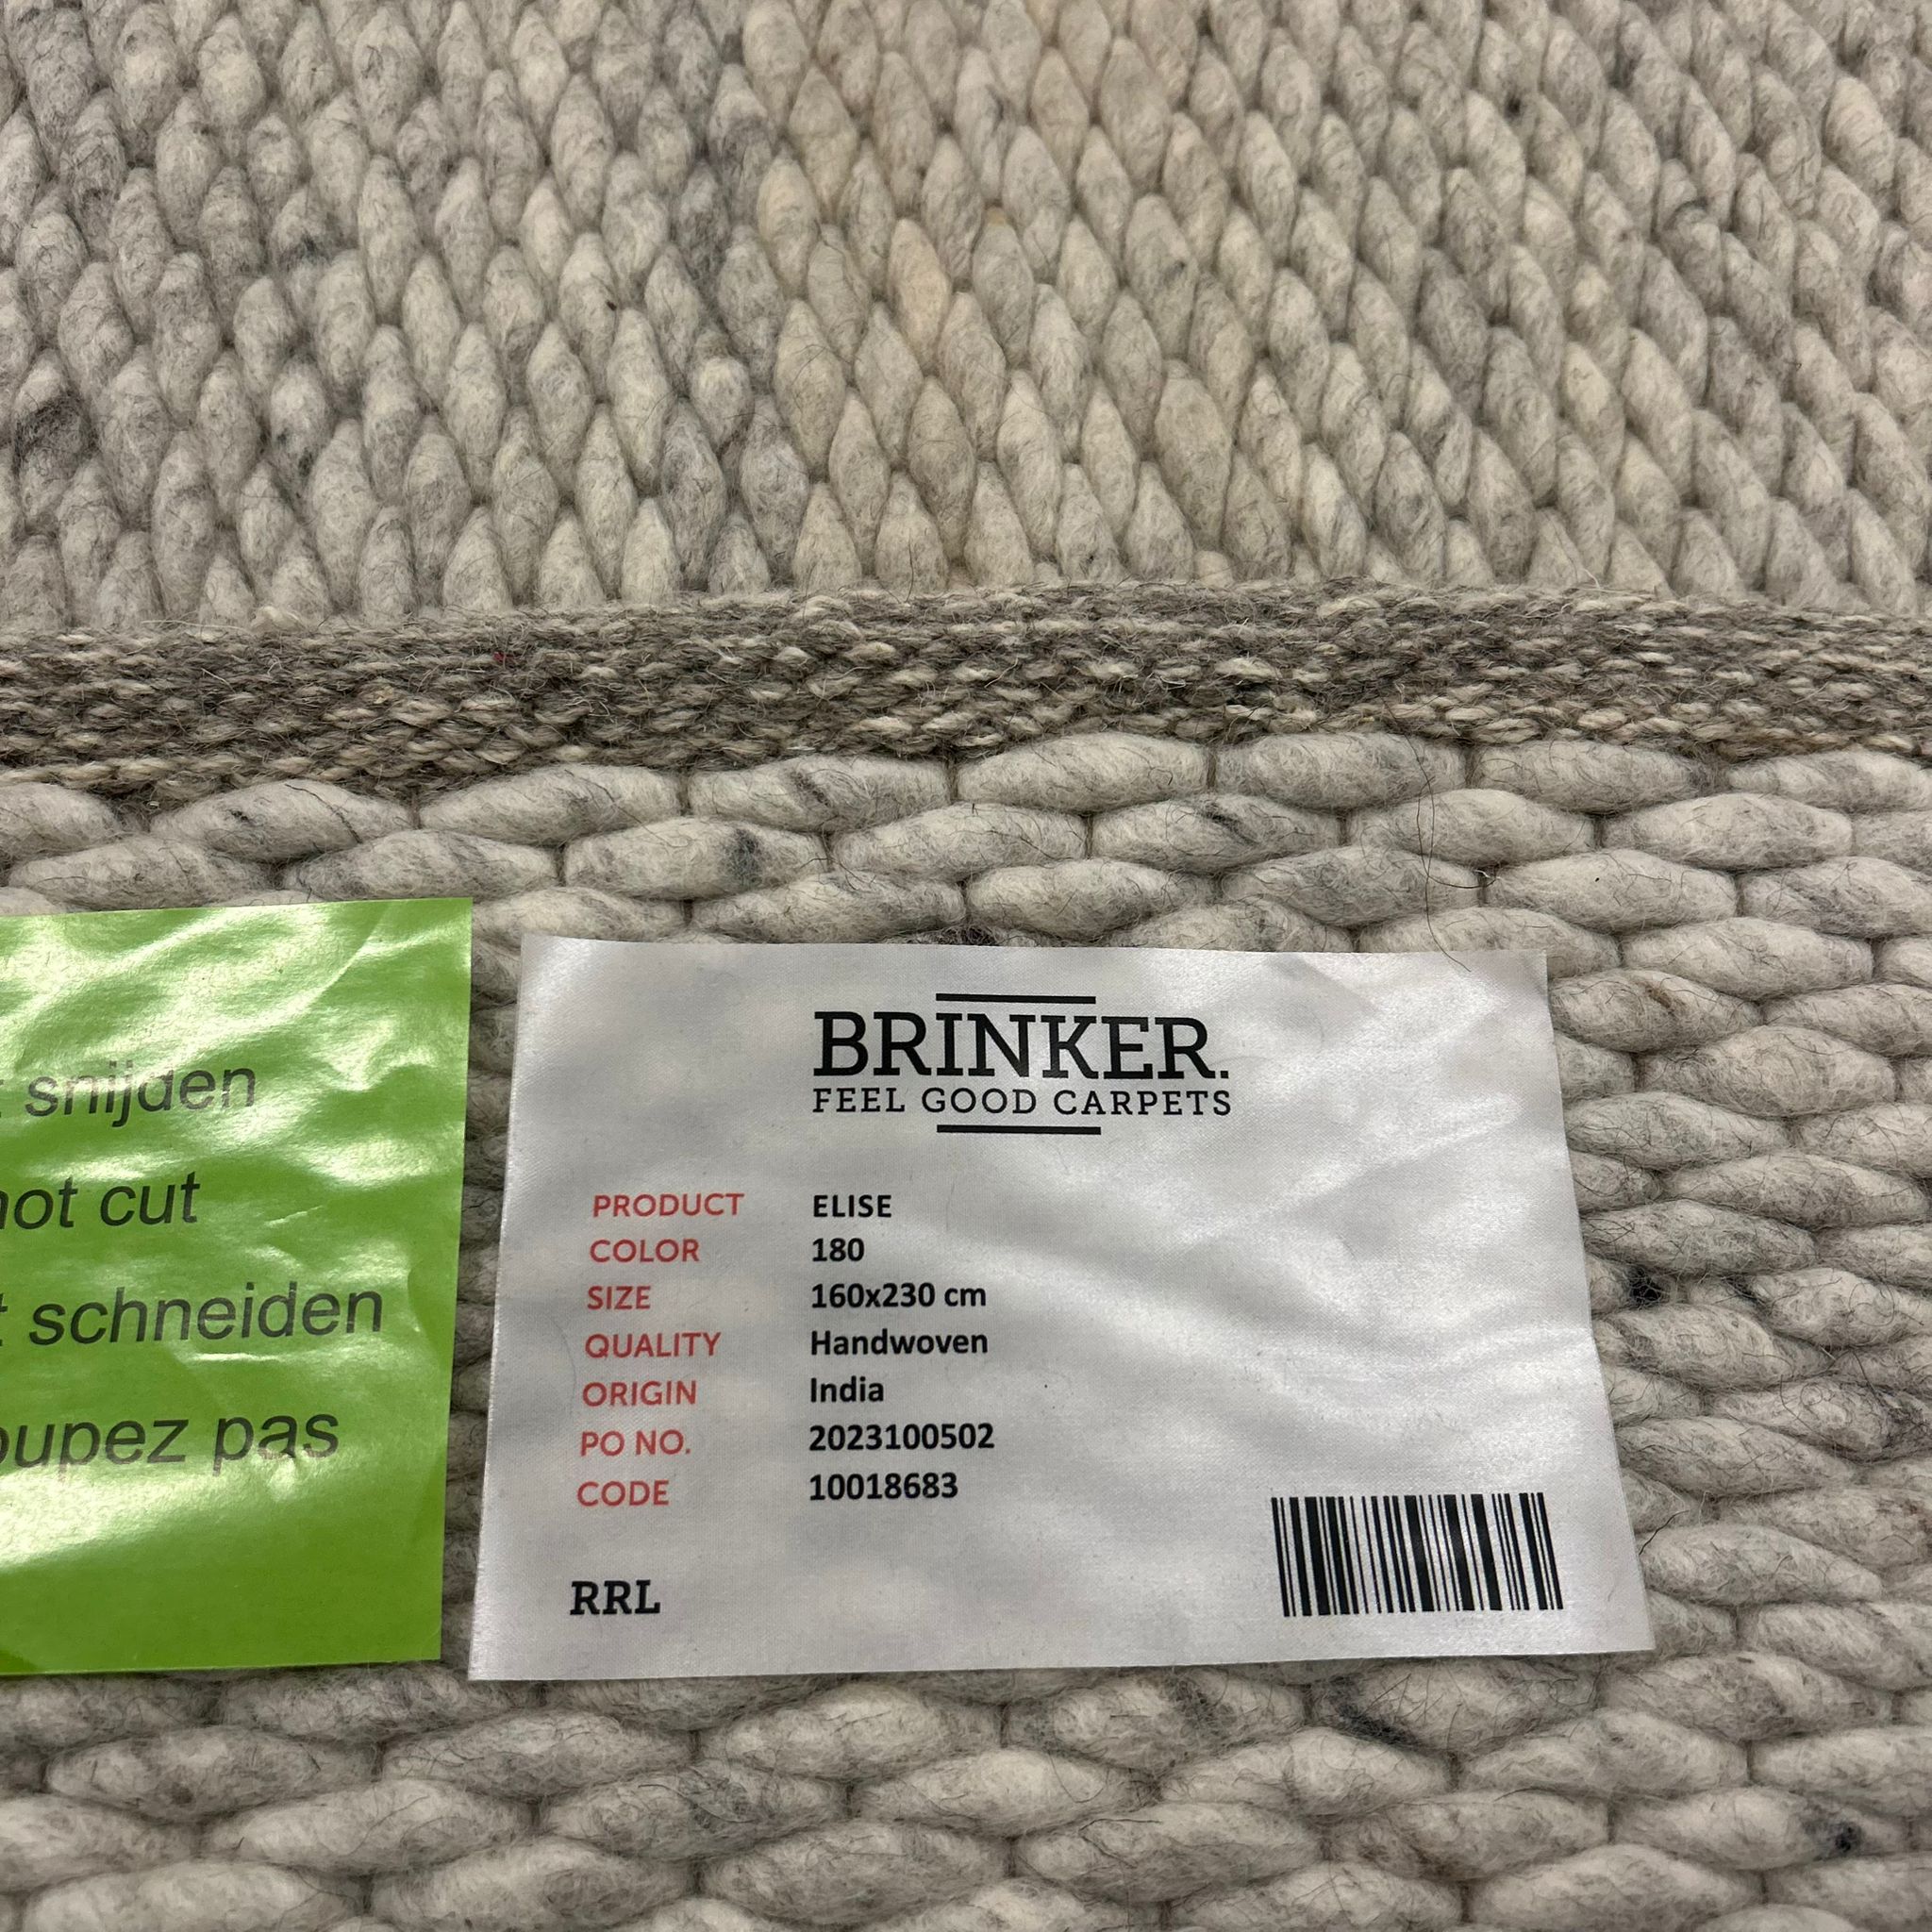 snijden
not cut
schneiden
pas
BRINKER.
FEEL GOOD CARPETS
PRODUCT ELISE
COLOR 180
SIZE 160x230 cm
QUALITY Handwoven
ORIGIN India
PO NO. 2023100502
CODE 10018683
RRL